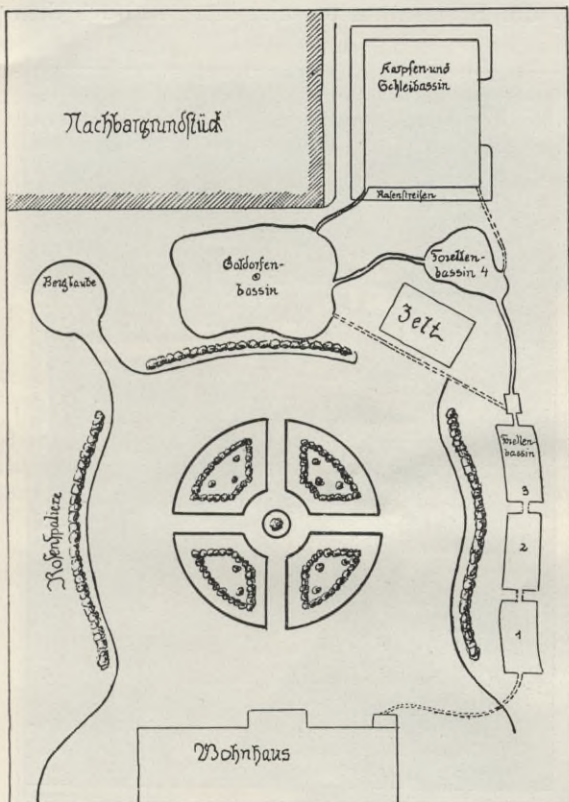 Karpfen und
Schleibassin
Nachbargrundstück
Rasenstreifen
Goldorfen-
bassin
Forellen-
bassin 4
Berglaube
Zelt
Forellen-
bassin
3
Rosenspaliere
2
1
Wohnhaus